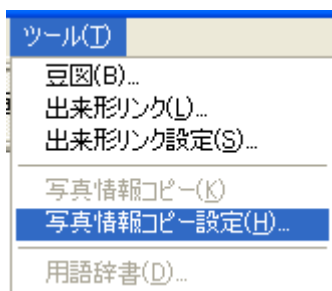 ツール(T)
豆図(B)...
出来形リンク(L)...
出来形リンク設定(S)...
写真情報コピー(K)
写真情報コピー設定(H)...
用語辞書(D)...